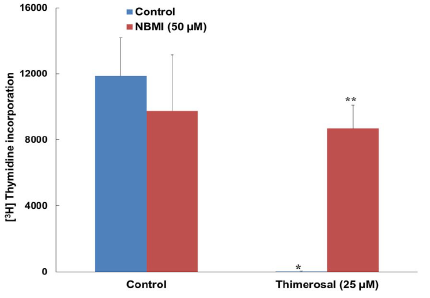 16000
12000
8000
4000
0
[³H] Thymidine incorporation
Control
NBMI (50 µM)
**
*
Control
Thimerosal (25 µM)